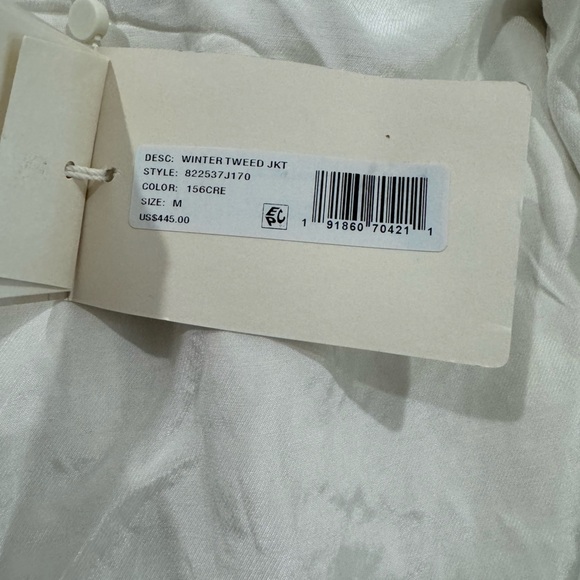 DESC: WINTER TWEED JKT
STYLE: 822537J170
COLOR: 156CRE
SIZE: M
US$445.00
EPC
1 91860 70421 1